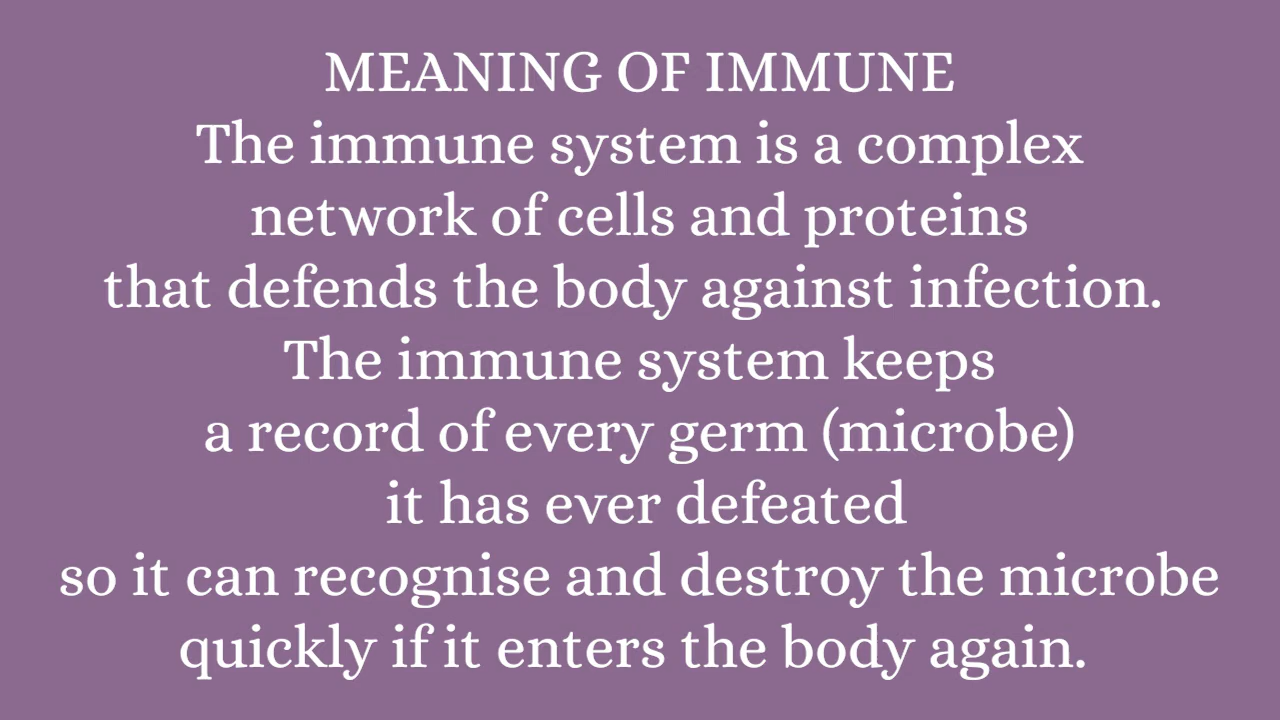 MEANING OF IMMUNE
The immune system is a complex
network of cells and proteins
that defends the body against infection.
The immune system keeps
a record of every germ (microbe)
it has ever defeated
so it can recognise and destroy the microbe
quickly if it enters the body again.